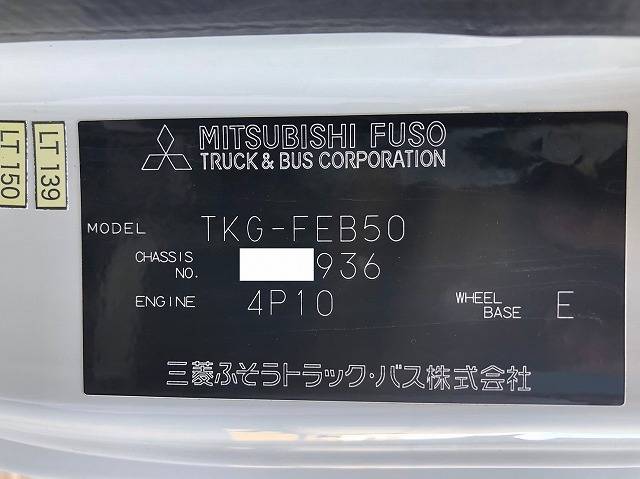 MITSUBISHI FUSO
TRUCK & BUS CORPORATION
MODEL TKG-FEB50
CHASSIS NO. 936
ENGINE 4P10 WHEEL BASE E
三菱ふそうトラック・バス株式会社
LT 139
LT 150